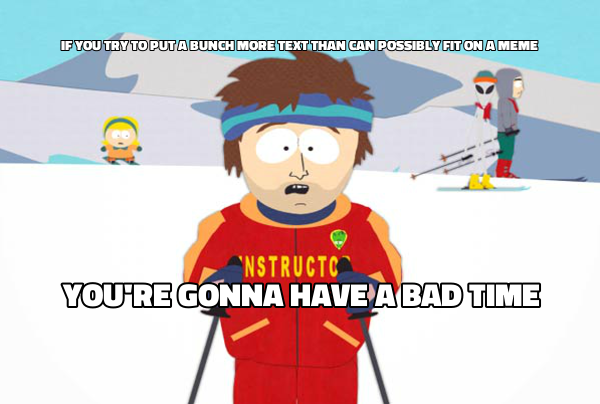 IF YOU TRY TO PUT A BUNCH MORE TEXT THAN CAN POSSIBLY FIT ON A MEME
INSTRUCTO
YOU'RE GONNA HAVE A BAD TIME